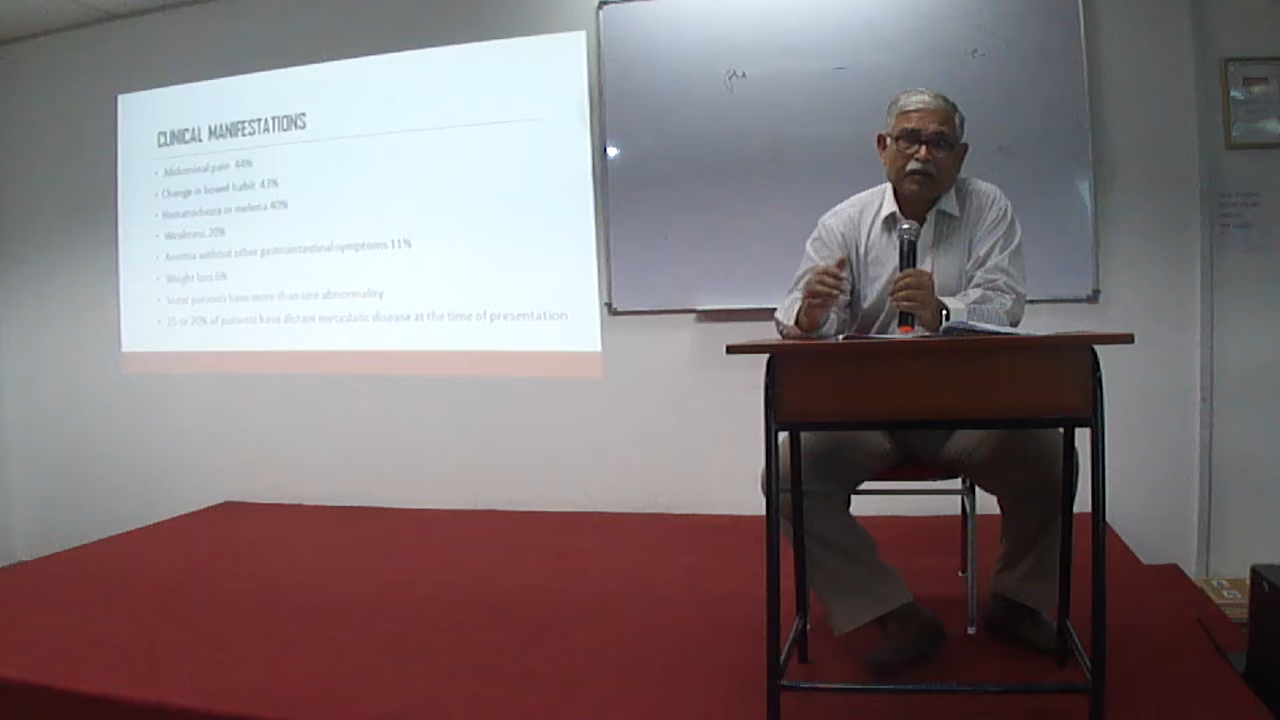 CLINICAL MANIFESTATIONS
Abdominal pain 44%
Change in bowel habit 43%
Hematochezia or melena 40%
Weakness 20%
Anemia without other gastrointestinal symptoms 11%
Weight loss 6%
Some patients have more than one abnormality
15 to 20% of patients have distant metastatic disease at the time of presentation